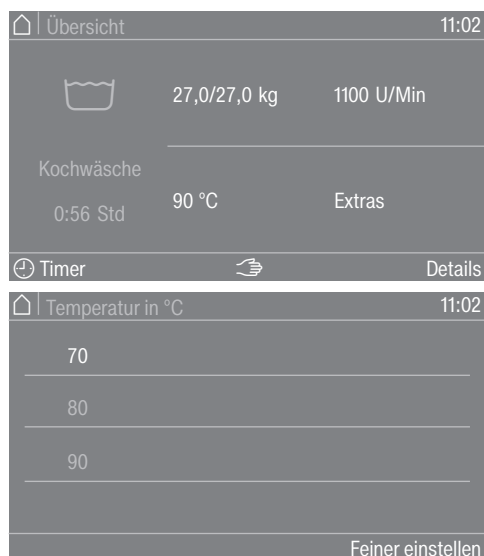 Übersicht 11:02
27,0/27,0 kg 1100 U/Min
Kochwäsche
0:56 Std
90 °C Extras
Timer Details
Temperatur in °C 11:02
70
80
90
Feiner einstellen